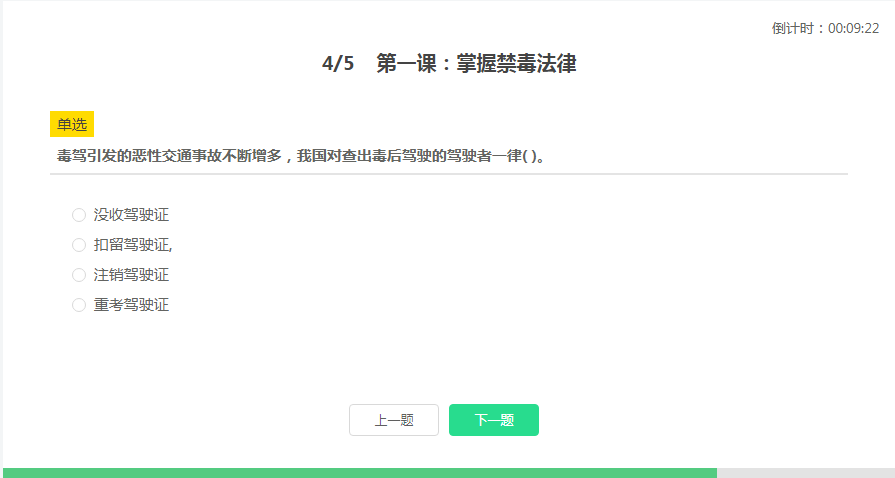 倒计时：00:09:22
4/5 第一课：掌握禁毒法律
单选
毒驾引发的恶性交通事故不断增多，我国对查出毒后驾驶的驾驶者一律( )。
没收驾驶证
扣留驾驶证,
注销驾驶证
重考驾驶证
上一题 下一题